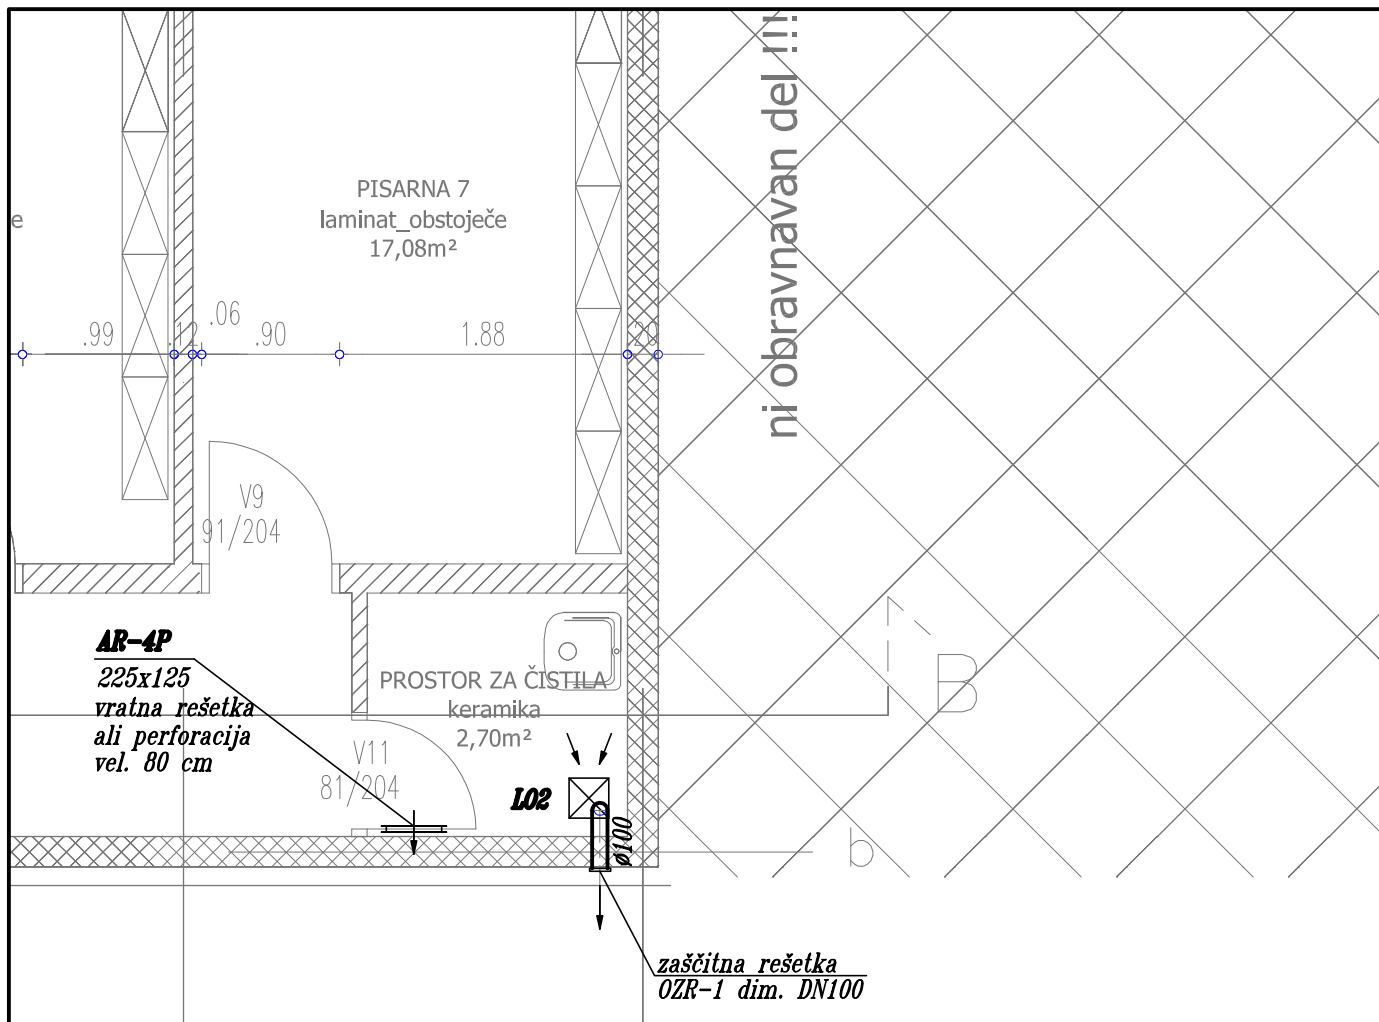 ni obravnavan del !!!
PISARNA 7
laminat_obstoječe
17,08m²
e
.99
.12
.06
.90
1.88
.20
V9
91/204
AR-4P
225x125
vratna rešetka
ali perforacija
vel. 80 cm
PROSTOR ZA ČISTILA
keramika
2,70m²
B
V11
81/204
LO2
ø100
b
zaščitna rešetka
OZR-1 dim. DN100